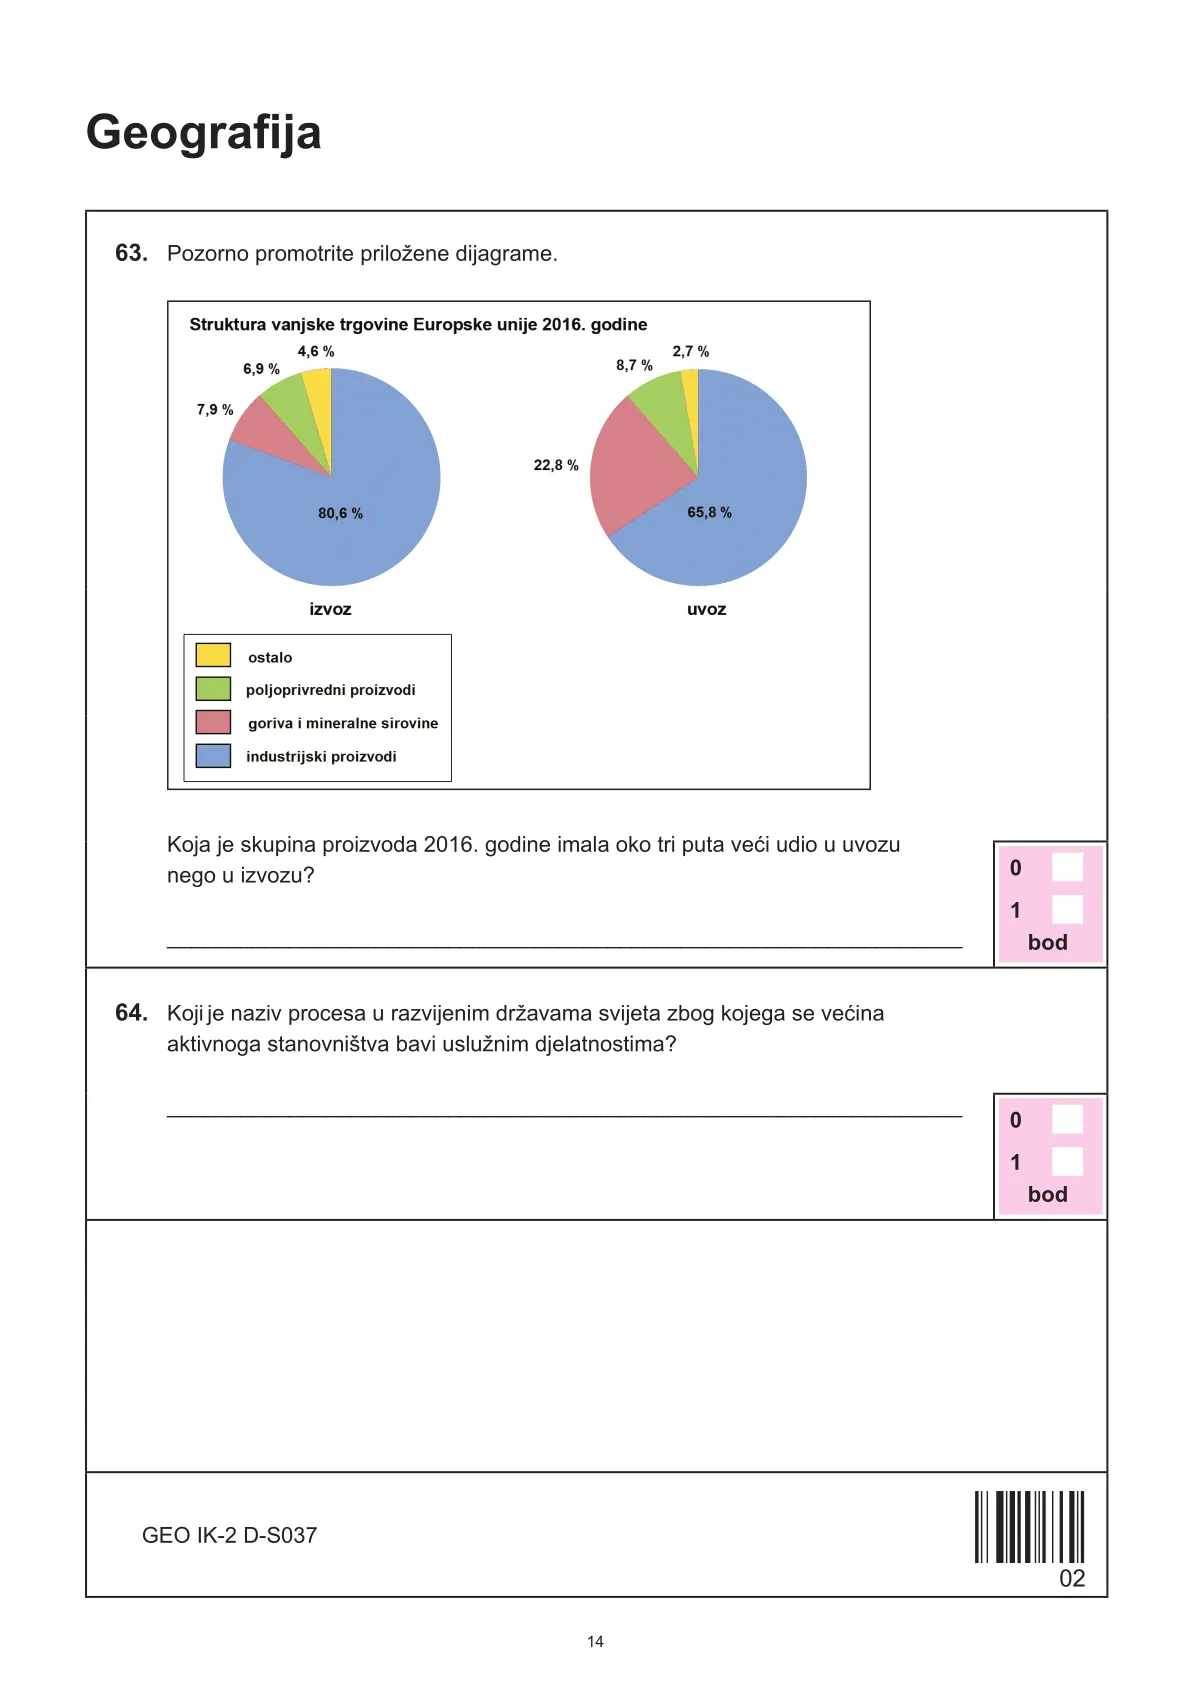 Geografija
63. Pozorno promotrite priložene dijagrame.
Struktura vanjske trgovine Europske unije 2016. godine
4,6 %
6,9 %
7,9 %
80,6 %
izvoz
2,7 %
8,7 %
22,8 %
65,8 %
uvoz
ostalo
poljoprivredni proizvodi
goriva i mineralne sirovine
industrijski proizvodi
Koja je skupina proizvoda 2016. godine imala oko tri puta veći udio u uvozu
nego u izvozu?
0
1
bod
64. Koji je naziv procesa u razvijenim državama svijeta zbog kojega se većina
aktivnoga stanovništva bavi uslužnim djelatnostima?
0
1
bod
GEO IK-2 D-S037
02
14